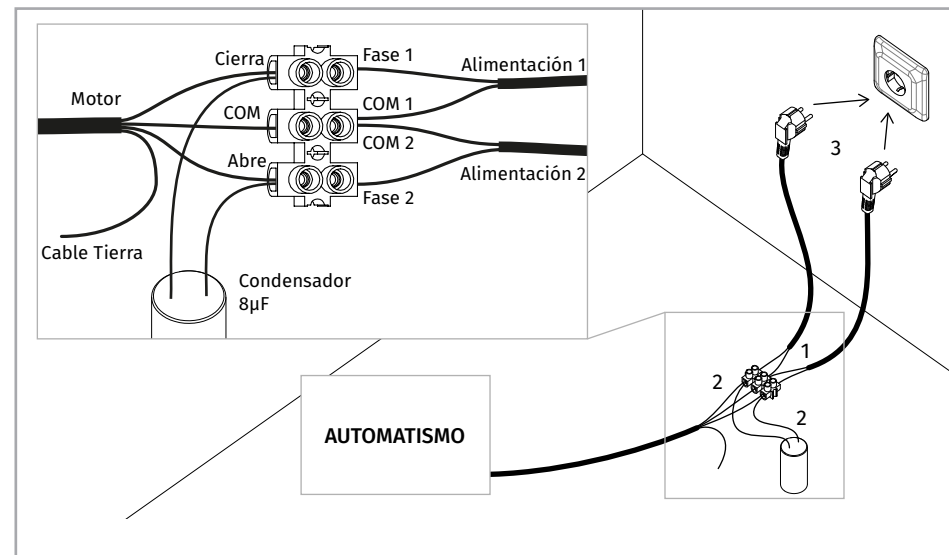 Cierra
Fase 1
Alimentación 1
Motor
COM
COM 1
COM 2
Abre
Alimentación 2
Fase 2
Cable Tierra
Condensador
8µF
3
1
2
2
AUTOMATISMO